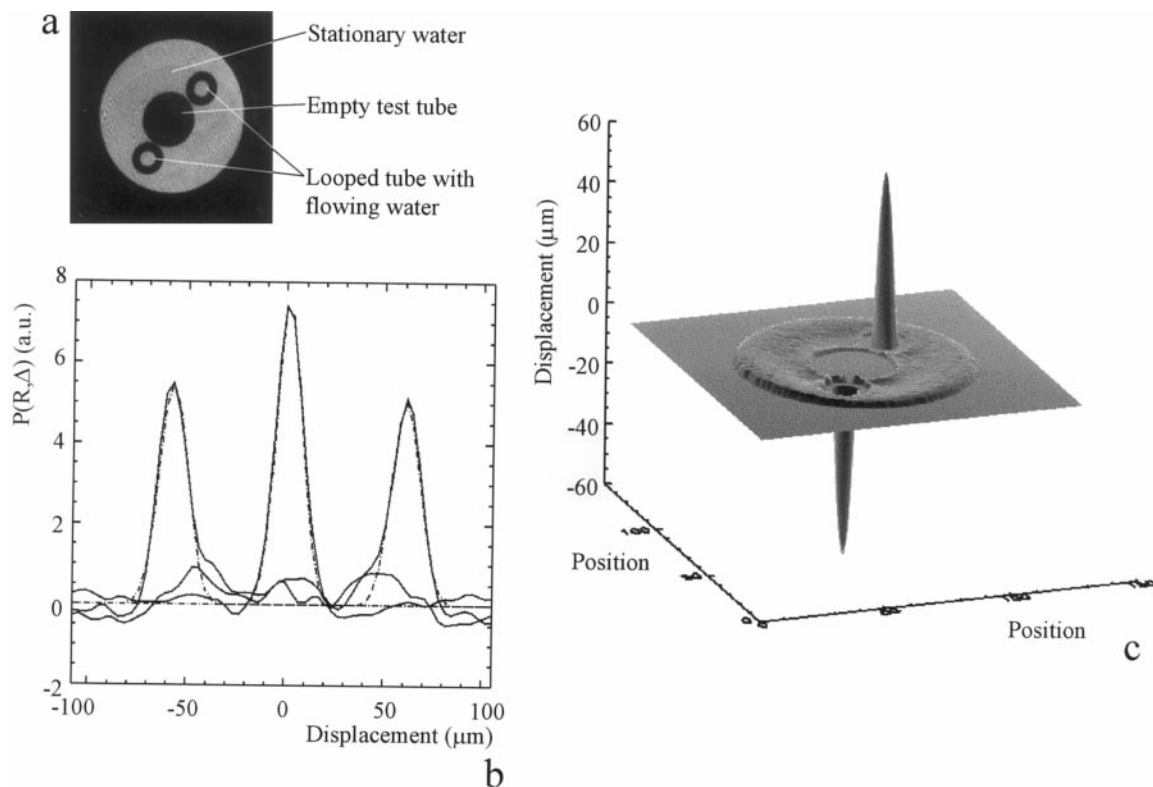 a
Stationary water
Empty test tube
Looped tube with
flowing water
P(R,Δ) (a.u.)
8
6
4
2
0
-2
-100
-50
0
50
100
Displacement (μm)
b
Displacement (μm)
60
40
20
0
-20
-40
-60
Position
Position
0
0
c